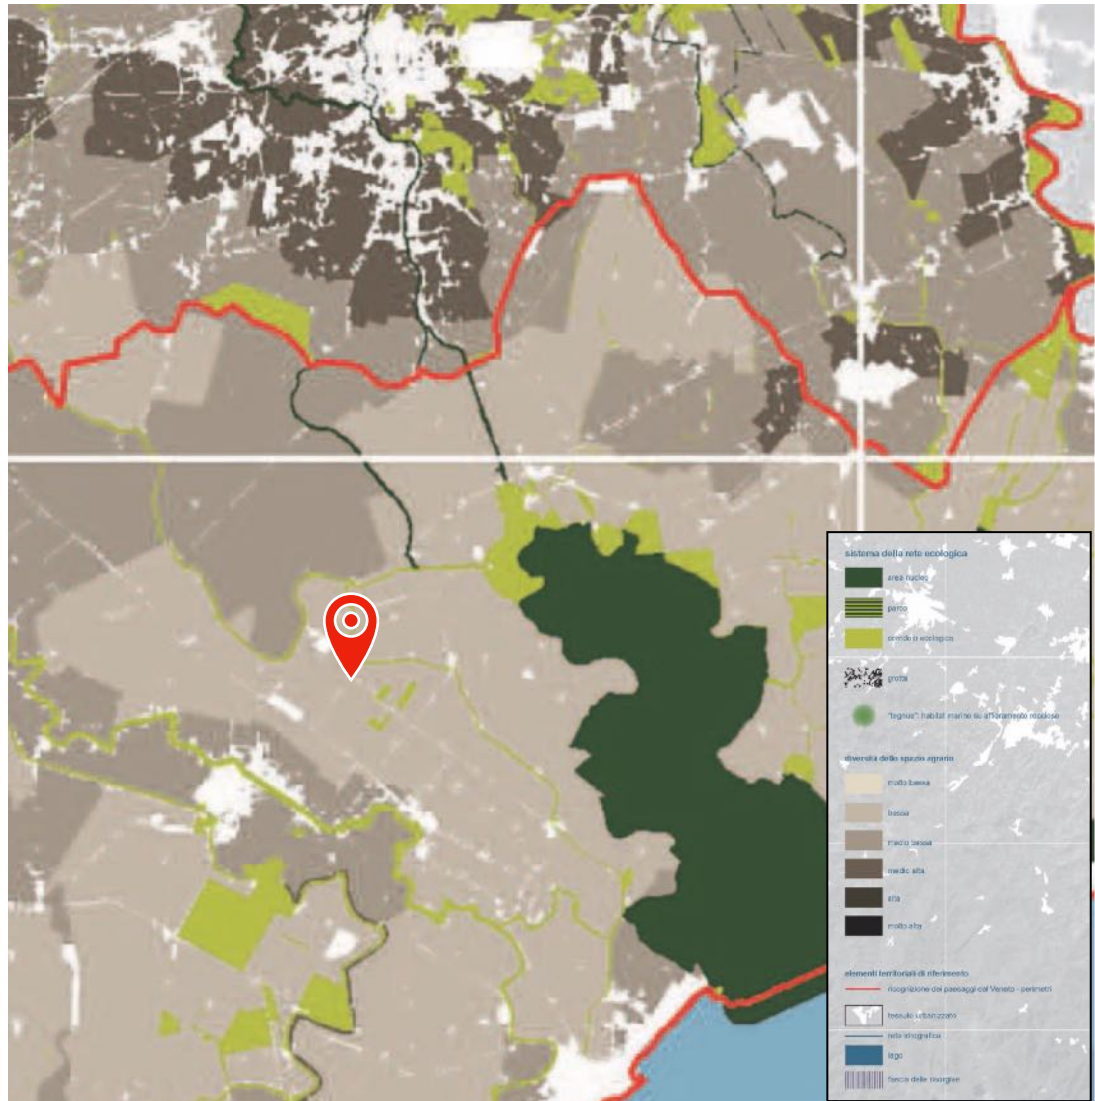 sistema della rete ecologica
area nucleo
parco
corridoio ecologico
grotta
"tegnue": habitat marino su affioramento roccioso
diversità dello spazio agrario
molto bassa
bassa
medio bassa
medio alta
alta
molto alta
elementi territoriali di riferimento
ricognizione dei paesaggi del Veneto - perimetri
tessuto urbanizzato
rete idrografica
lago
fascia delle risorgive